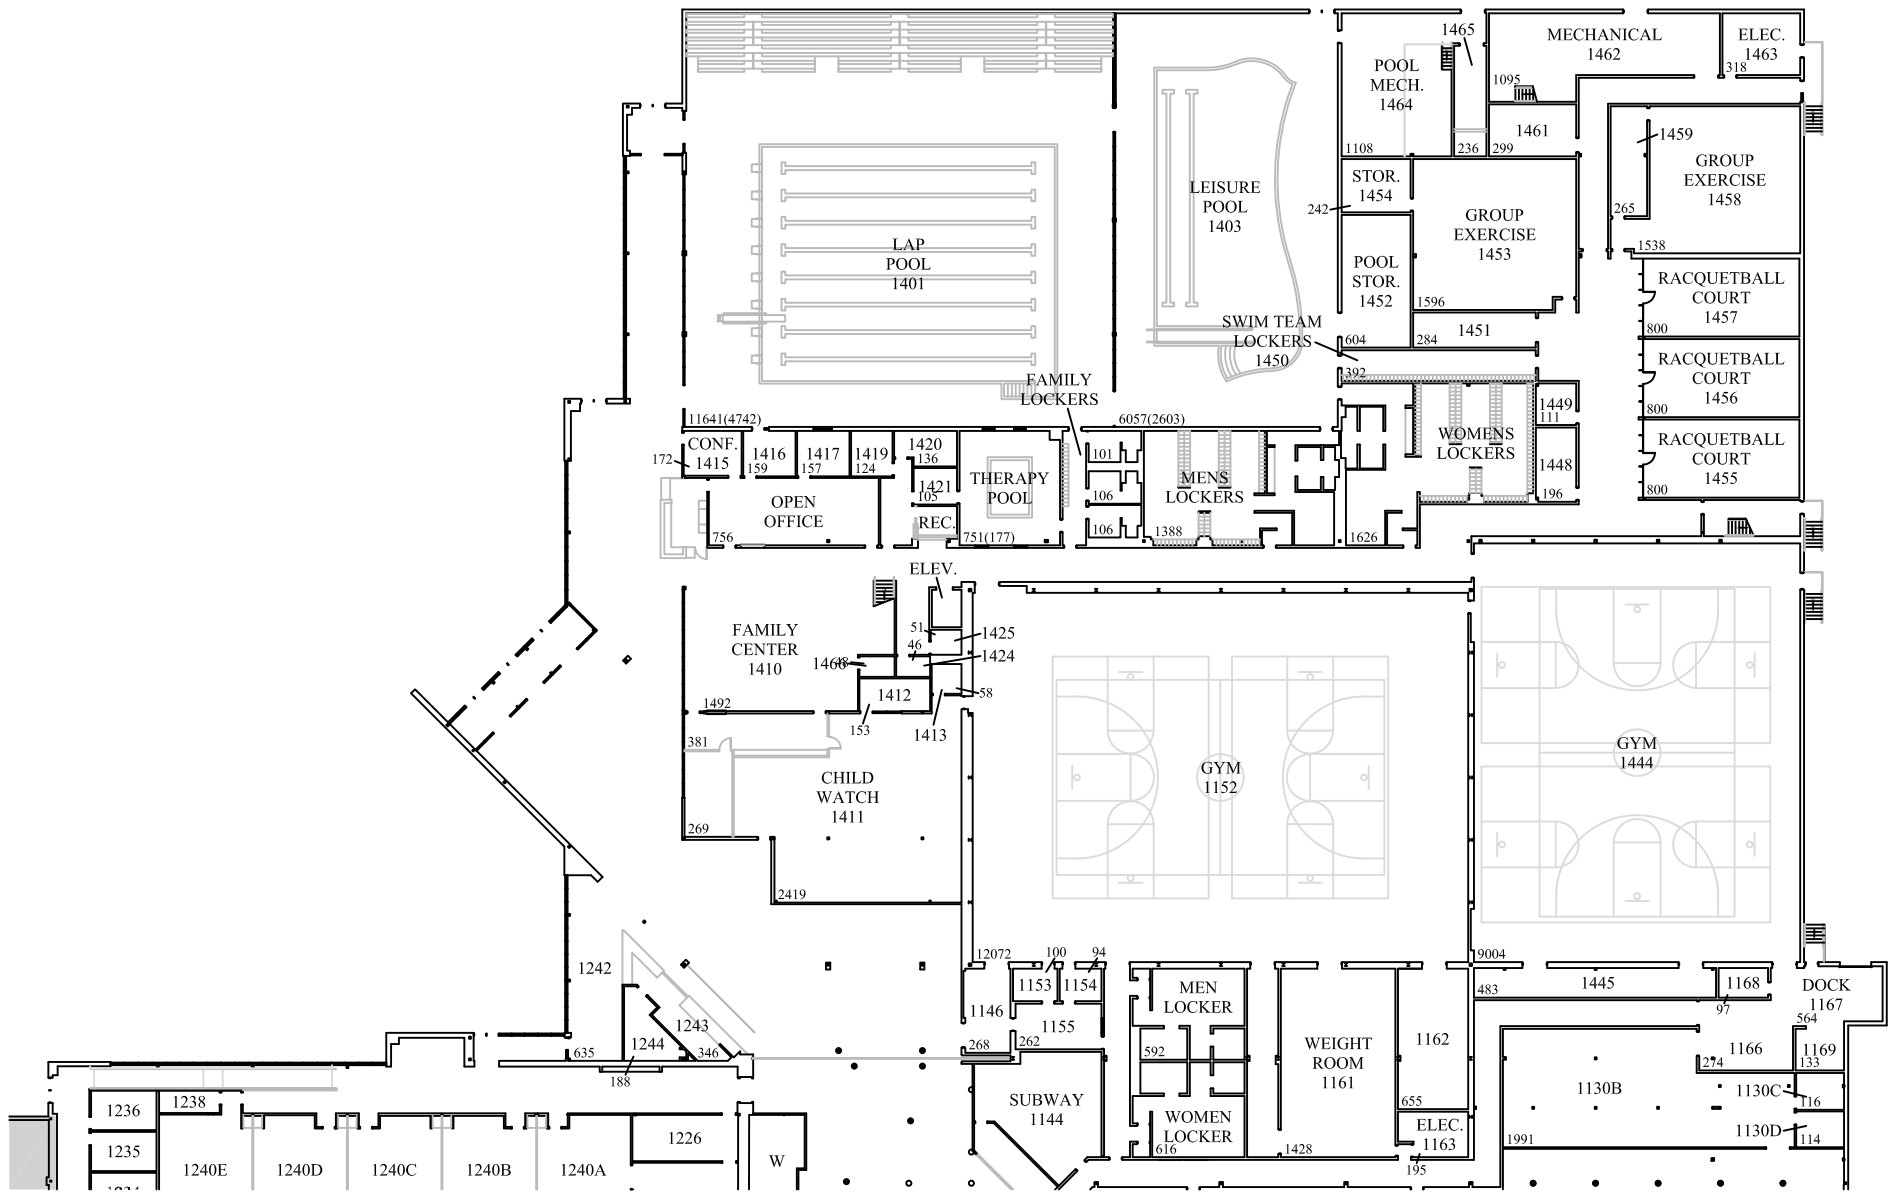 1465
MECHANICAL
1462
ELEC.
1463
318
1095
POOL
MECH.
1464
1108
236
1461
299
1459
GROUP
EXERCISE
1458
265
1538
STOR.
1454
242
LEISURE
POOL
1403
GROUP
EXERCISE
1453
1596
POOL
STOR.
1452
604
LAP
POOL
1401
RACQUETBALL
COURT
1457
800
RACQUETBALL
COURT
1456
800
RACQUETBALL
COURT
1455
800
SWIM TEAM
LOCKERS
1450
1451
284
392
FAMILY
LOCKERS
11641(4742)
6057(2603)
1449
111
WOMENS
LOCKERS
1448
196
CONF.
1415
172
1416
159
1417
157
1419
124
1420
136
1421
105
REC.
THERAPY
POOL
751(177)
101
106
106
MENS
LOCKERS
1388
1626
OPEN
OFFICE
756
ELEV.
FAMILY
CENTER
1410
1492
51
1425
46
1424
1466
48
1412
153
58
1413
381
CHILD
WATCH
1411
269
2419
GYM
1152
12072
GYM
1444
9004
1242
635
1243
346
1244
188
1146
268
100
1153
94
1154
1155
262
MEN
LOCKER
592
WOMEN
LOCKER
616
WEIGHT
ROOM
1161
1428
1162
655
ELEC.
1163
195
1445
483
1168
97
DOCK
1167
564
1166
274
1169
133
1130B
1991
1130C
116
1130D
114
SUBWAY
1144
1236
1238
1235
1234
1240E
1240D
1240C
1240B
1240A
1226
W